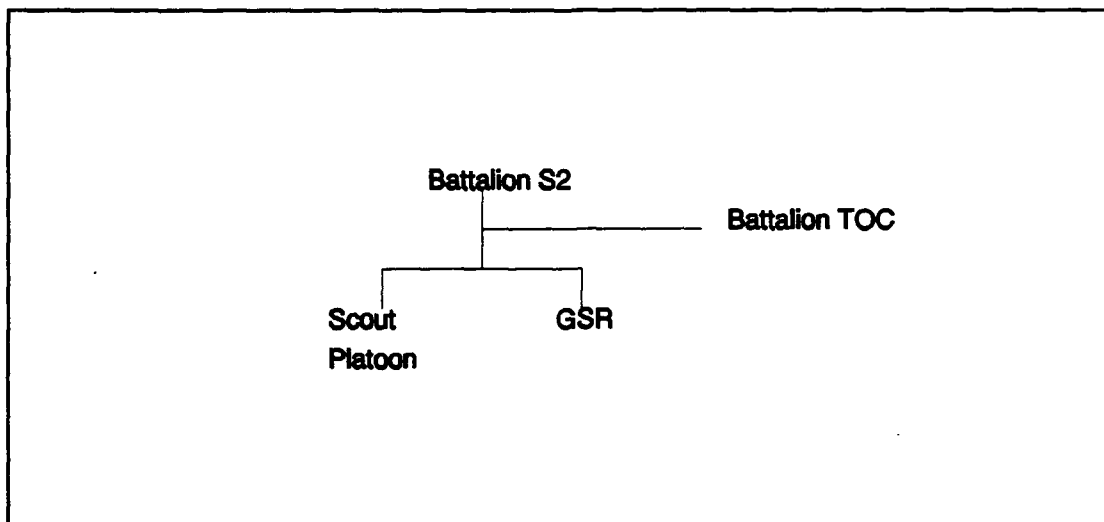 Battalion S2
Battalion TOC
Scout
Platoon
GSR